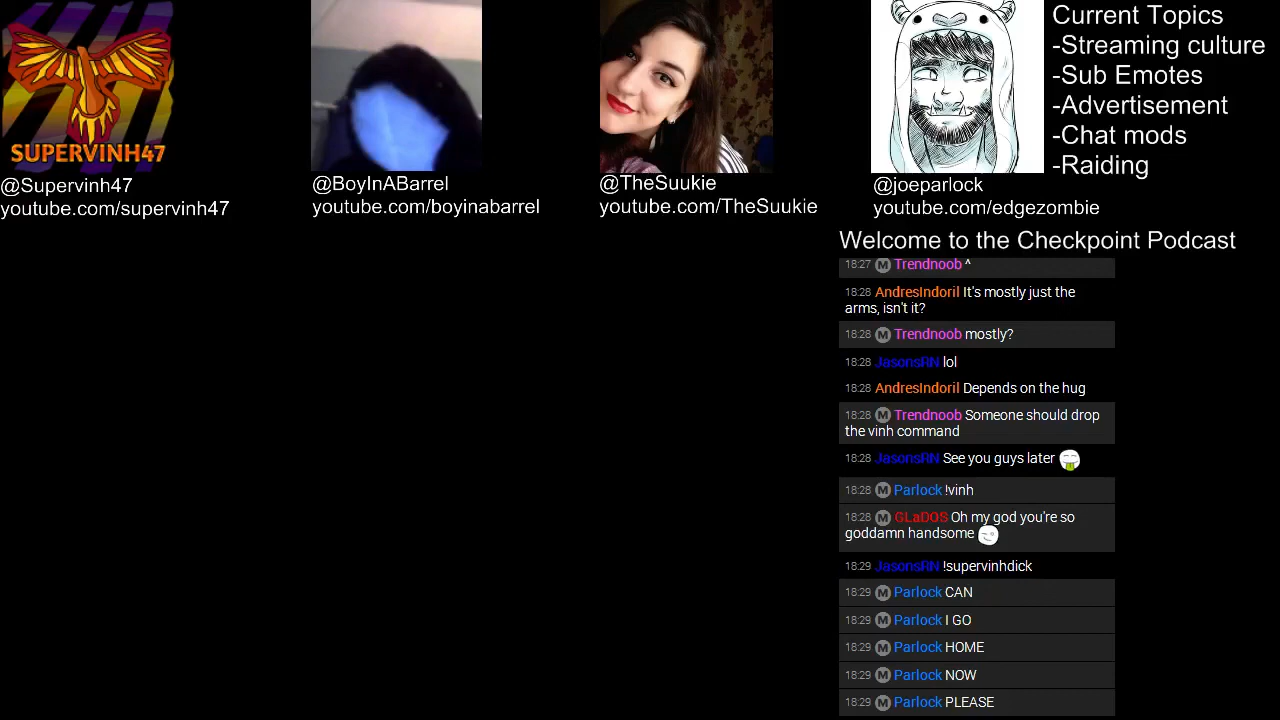 SUPERVINH47
@Supervinh47
youtube.com/supervinh47
@BoyInABarrel
youtube.com/boyinabarrel
@TheSuukie
youtube.com/TheSuukie
@joeparlock
youtube.com/edgezombie
Current Topics
-Streaming culture
-Sub Emotes
-Advertisement
-Chat mods
-Raiding
Welcome to the Checkpoint Podcast
18:27 M Trendnoob ^
18:28 AndresIndoril It's mostly just the
arms, isn't it?
18:28 M Trendnoob mostly?
18:28 JasonsRN lol
18:28 AndresIndoril Depends on the hug
18:28 M Trendnoob Someone should drop
the vinh command
18:28 JasonsRN See you guys later
18:28 M Parlock !vinh
18:28 M GLaDOS Oh my god you're so
goddamn handsome
18:29 JasonsRN !supervinhdick
18:29 M Parlock CAN
18:29 M Parlock I GO
18:29 M Parlock HOME
18:29 M Parlock NOW
18:29 M Parlock PLEASE